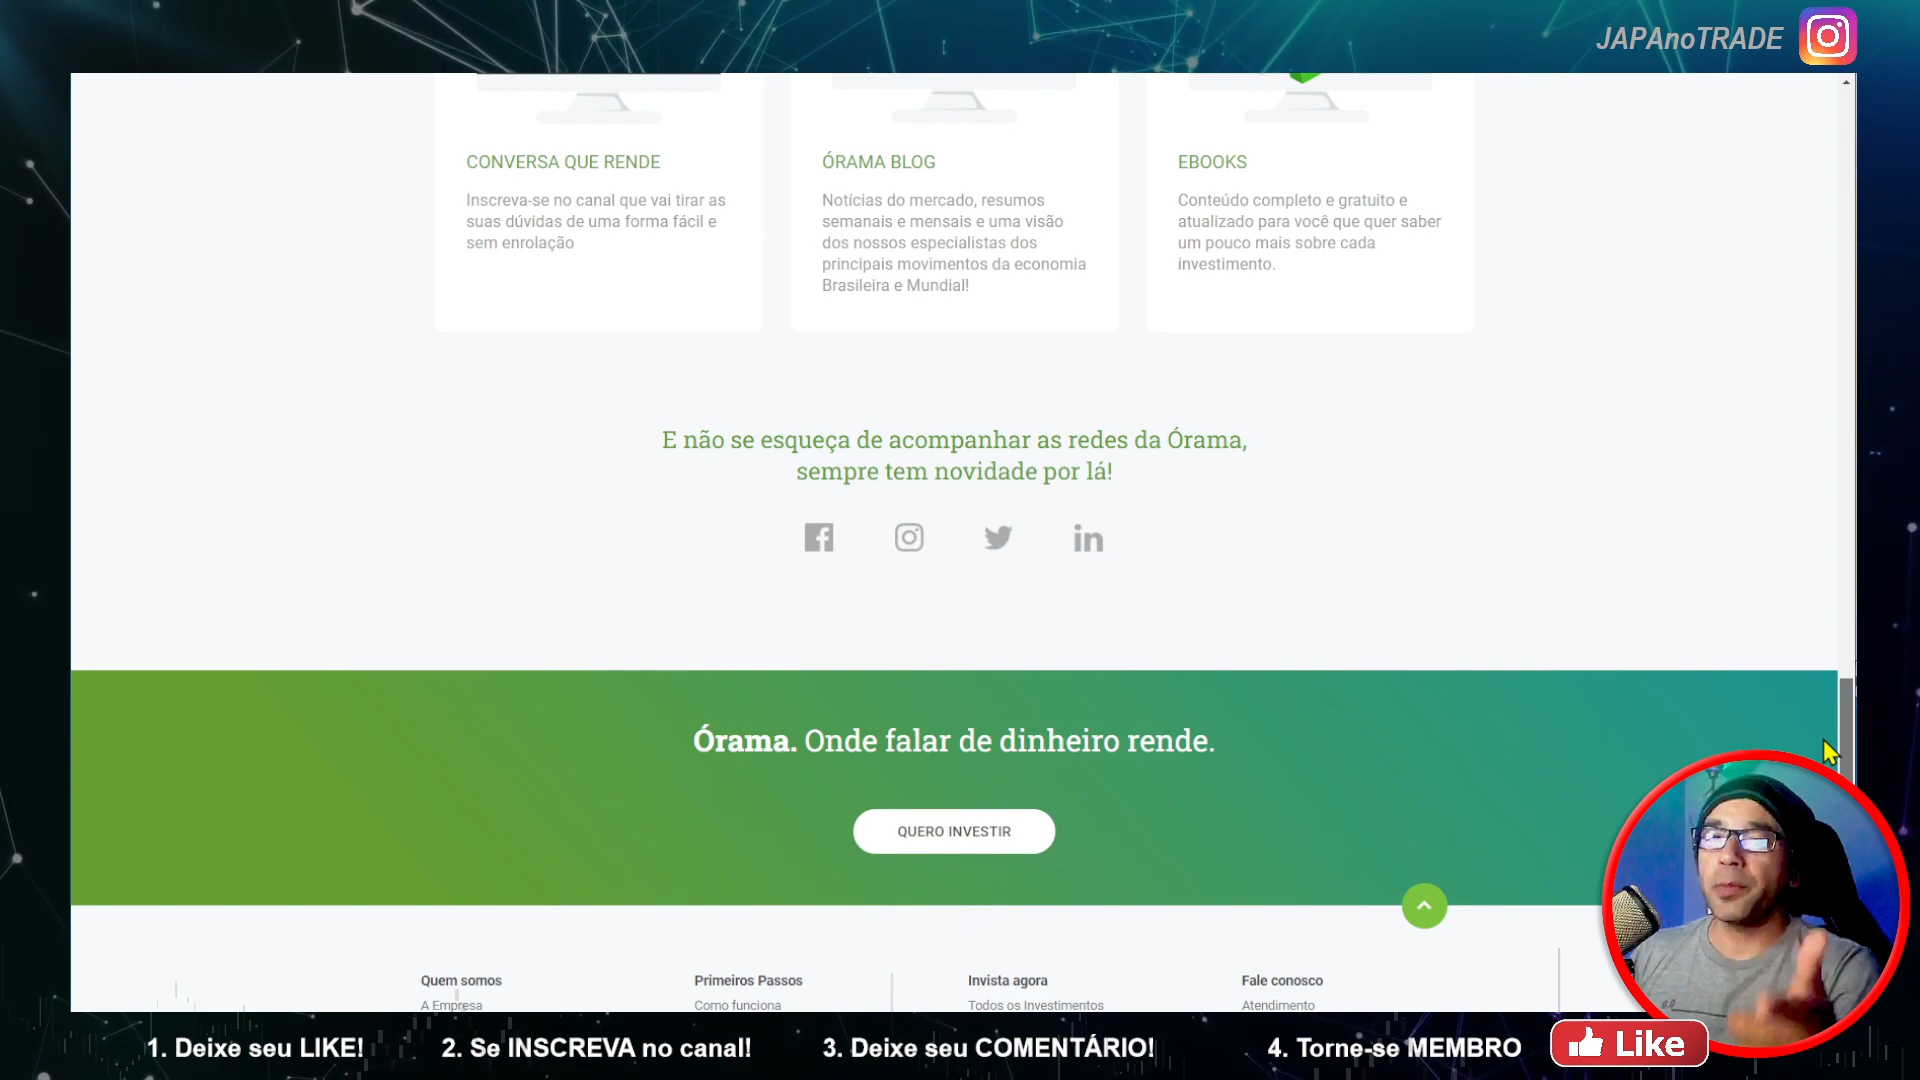 JAPAnoTRADE
CONVERSA QUE RENDE
Inscreva-se no canal que vai tirar as
suas dúvidas de uma forma fácil e
sem enrolação
ÓRAMA BLOG
Notícias do mercado, resumos
semanais e mensais e uma visão
dos nossos especialistas dos
principais movimentos da economia
Brasileira e Mundial!
EBOOKS
Conteúdo completo e gratuito e
atualizado para você que quer saber
um pouco mais sobre cada
investimento.
E não se esqueça de acompanhar as redes da Órama,
sempre tem novidade por lá!
Órama. Onde falar de dinheiro rende.
QUERO INVESTIR
Quem somos
A Empresa
Primeiros Passos
Como funciona
Invista agora
Todos os Investimentos
Fale conosco
Atendimento
1. Deixe seu LIKE!
2. Se INSCREVA no canal!
3. Deixe seu COMENTÁRIO!
4. Torne-se MEMBRO
Like